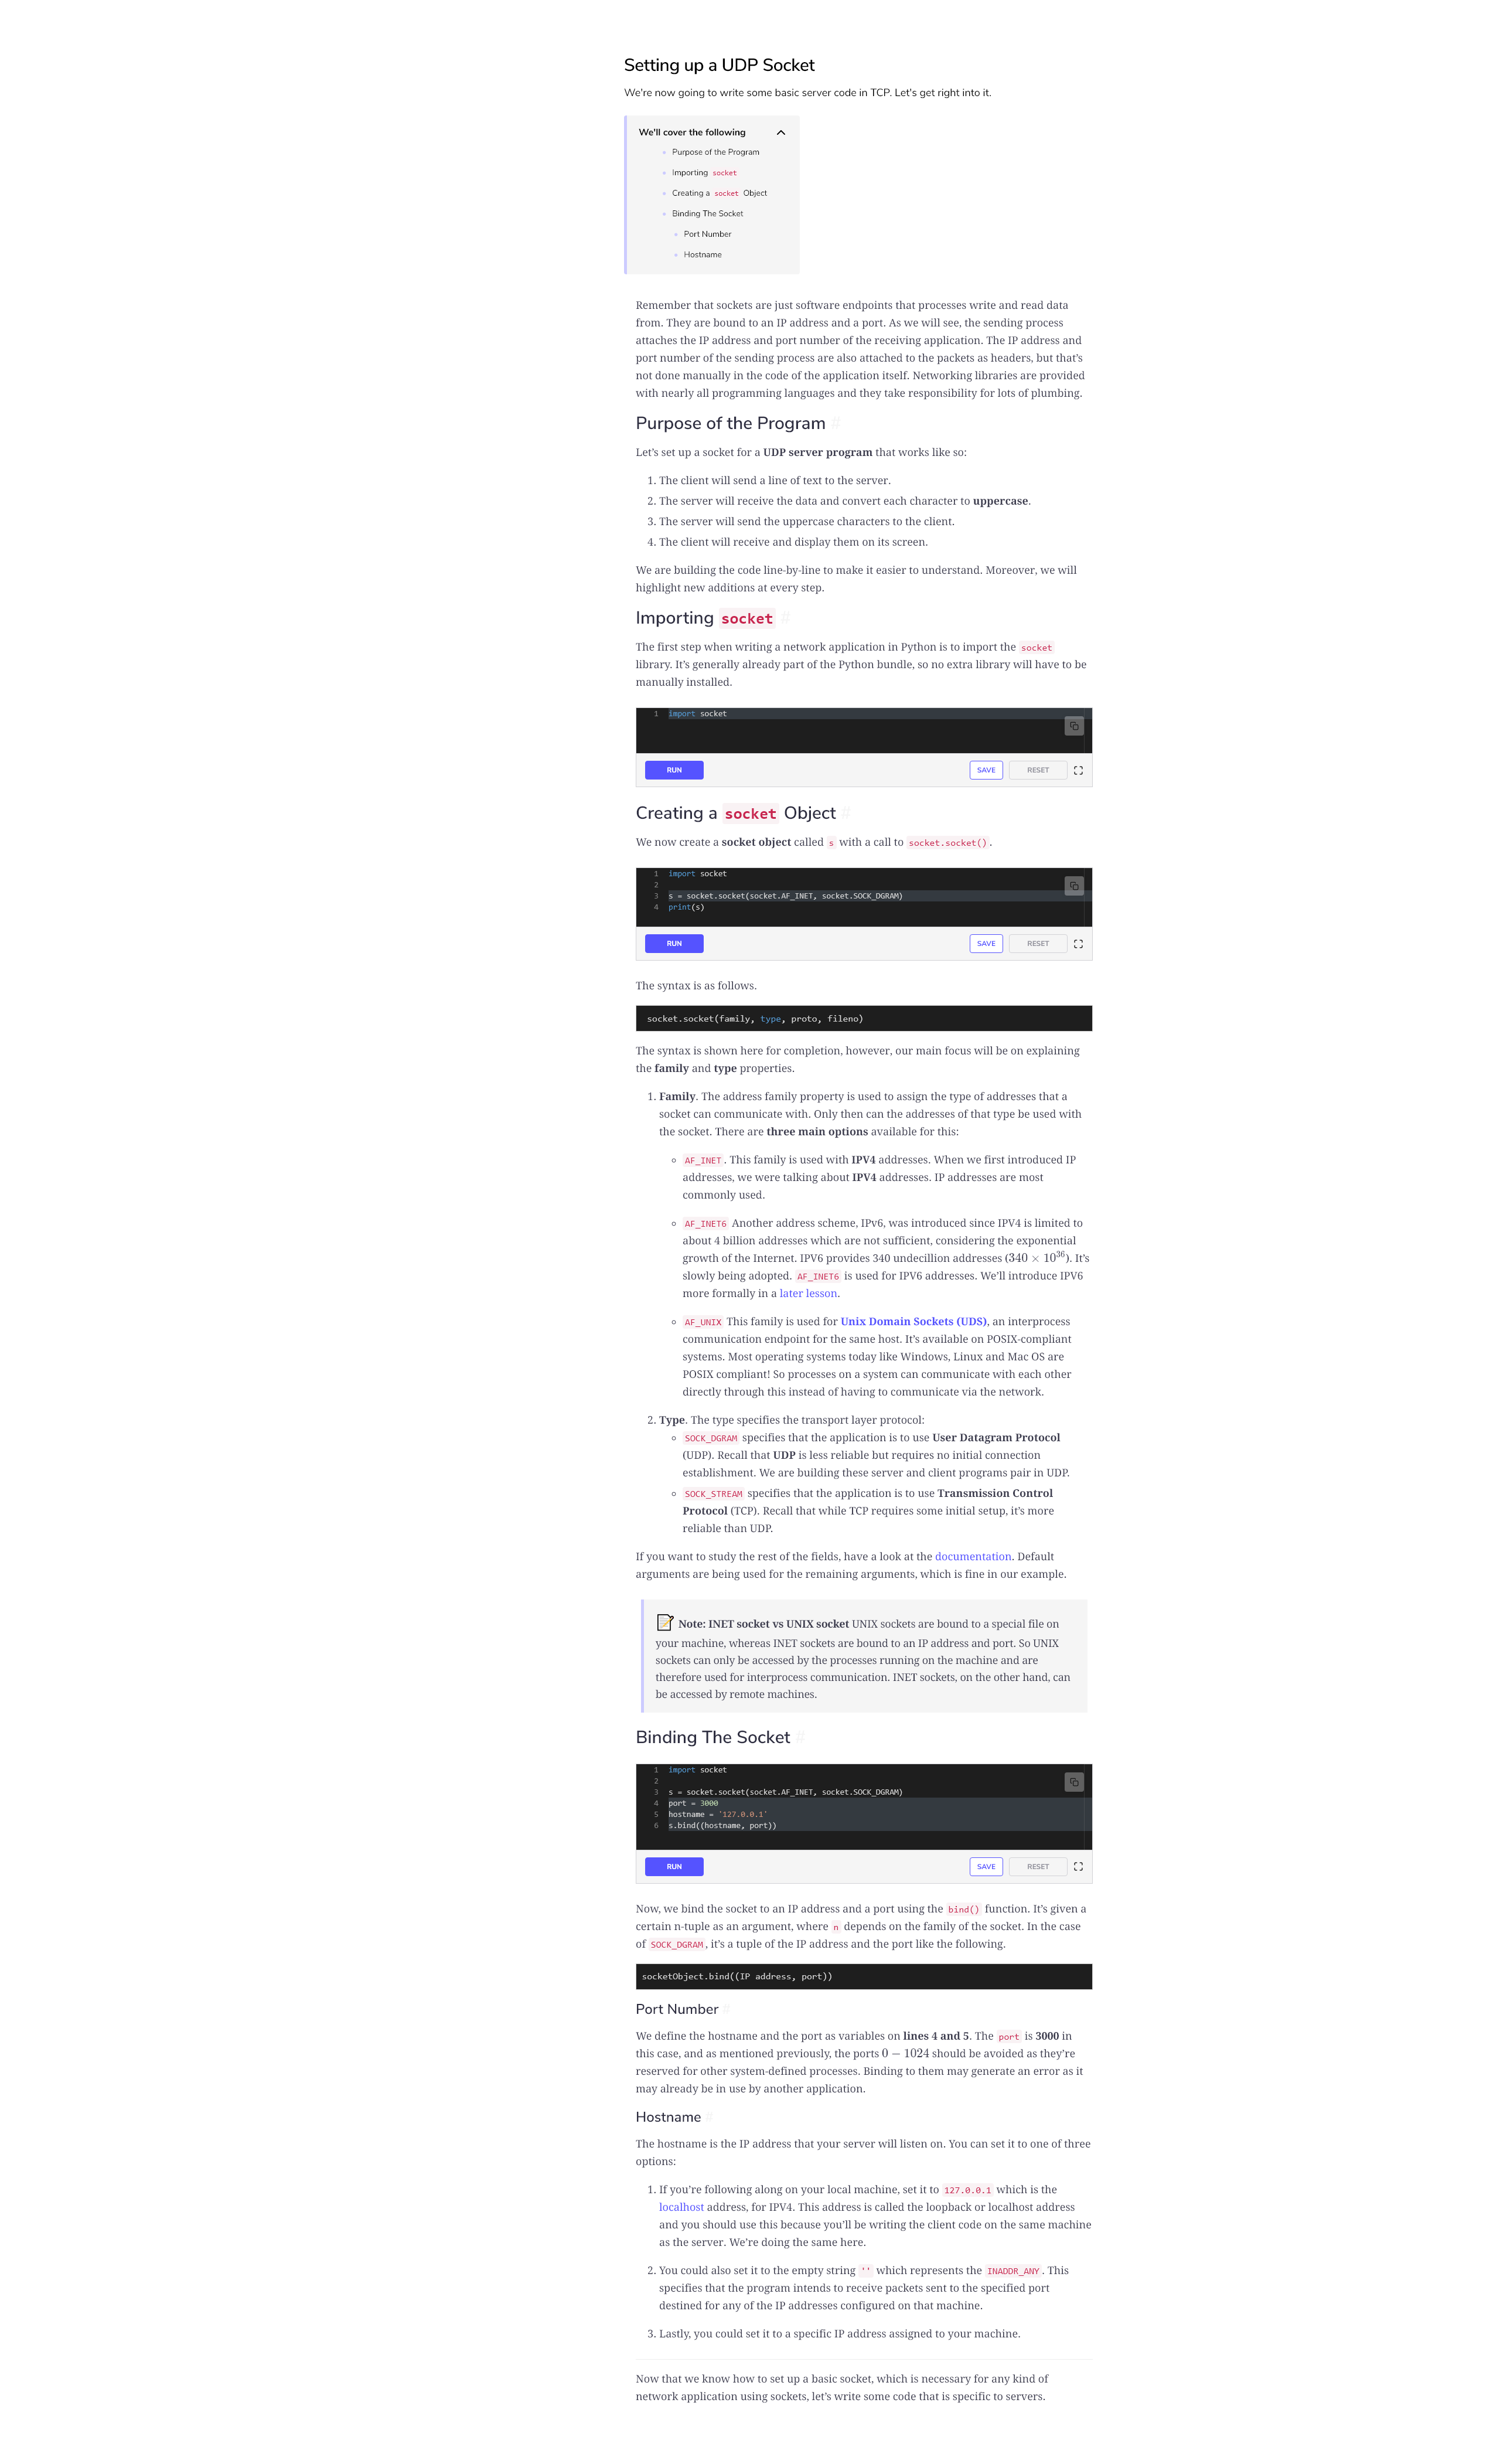 Setting up a UDP Socket
We're now going to write some basic server code in TCP. Let's get right into it.
We'll cover the following
Purpose of the Program
Importing socket
Creating a socket Object
Binding The Socket
Port Number
Hostname
Remember that sockets are just software endpoints that processes write and read data
from. They are bound to an IP address and a port. As we will see, the sending process
attaches the IP address and port number of the receiving application. The IP address and
port number of the sending process are also attached to the packets as headers, but that’s
not done manually in the code of the application itself. Networking libraries are provided
with nearly all programming languages and they take responsibility for lots of plumbing.
Purpose of the Program #
Let’s set up a socket for a UDP server program that works like so:
1. The client will send a line of text to the server.
2. The server will receive the data and convert each character to uppercase.
3. The server will send the uppercase characters to the client.
4. The client will receive and display them on its screen.
We are building the code line-by-line to make it easier to understand. Moreover, we will
highlight new additions at every step.
Importing socket #
The first step when writing a network application in Python is to import the socket
library. It’s generally already part of the Python bundle, so no extra library will have to be
manually installed.
1 import socket
RUN SAVE RESET
Creating a socket Object #
We now create a socket object called s with a call to socket.socket().
1 import socket
2
3 s = socket.socket(socket.AF_INET, socket.SOCK_DGRAM)
4 print(s)
RUN SAVE RESET
The syntax is as follows.
socket.socket(family, type, proto, fileno)
The syntax is shown here for completion, however, our main focus will be on explaining
the family and type properties.
1. Family. The address family property is used to assign the type of addresses that a
socket can communicate with. Only then can the addresses of that type be used with
the socket. There are three main options available for this:
AF_INET. This family is used with IPV4 addresses. When we first introduced IP
addresses, we were talking about IPV4 addresses. IP addresses are most
commonly used.
AF_INET6 Another address scheme, IPv6, was introduced since IPV4 is limited to
about 4 billion addresses which are not sufficient, considering the exponential
growth of the Internet. IPV6 provides 340 undecillion addresses (340 × 10³⁶). It’s
slowly being adopted. AF_INET6 is used for IPV6 addresses. We’ll introduce IPV6
more formally in a later lesson.
AF_UNIX This family is used for Unix Domain Sockets (UDS), an interprocess
communication endpoint for the same host. It’s available on POSIX-compliant
systems. Most operating systems today like Windows, Linux and Mac OS are
POSIX compliant! So processes on a system can communicate with each other
directly through this instead of having to communicate via the network.
2. Type. The type specifies the transport layer protocol:
SOCK_DGRAM specifies that the application is to use User Datagram Protocol
(UDP). Recall that UDP is less reliable but requires no initial connection
establishment. We are building these server and client programs pair in UDP.
SOCK_STREAM specifies that the application is to use Transmission Control
Protocol (TCP). Recall that while TCP requires some initial setup, it’s more
reliable than UDP.
If you want to study the rest of the fields, have a look at the documentation. Default
arguments are being used for the remaining arguments, which is fine in our example.
📝 Note: INET socket vs UNIX socket UNIX sockets are bound to a special file on
your machine, whereas INET sockets are bound to an IP address and port. So UNIX
sockets can only be accessed by the processes running on the machine and are
therefore used for interprocess communication. INET sockets, on the other hand, can
be accessed by remote machines.
Binding The Socket #
1 import socket
2
3 s = socket.socket(socket.AF_INET, socket.SOCK_DGRAM)
4 port = 3000
5 hostname = '127.0.0.1'
6 s.bind((hostname, port))
RUN SAVE RESET
Now, we bind the socket to an IP address and a port using the bind() function. It’s given a
certain n-tuple as an argument, where n depends on the family of the socket. In the case
of SOCK_DGRAM, it’s a tuple of the IP address and the port like the following.
socketObject.bind((IP address, port))
Port Number #
We define the hostname and the port as variables on lines 4 and 5. The port is 3000 in
this case, and as mentioned previously, the ports 0 − 1024 should be avoided as they’re
reserved for other system-defined processes. Binding to them may generate an error as it
may already be in use by another application.
Hostname #
The hostname is the IP address that your server will listen on. You can set it to one of three
options:
1. If you’re following along on your local machine, set it to 127.0.0.1 which is the
localhost address, for IPV4. This address is called the loopback or localhost address
and you should use this because you’ll be writing the client code on the same machine
as the server. We’re doing the same here.
2. You could also set it to the empty string '' which represents the INADDR_ANY. This
specifies that the program intends to receive packets sent to the specified port
destined for any of the IP addresses configured on that machine.
3. Lastly, you could set it to a specific IP address assigned to your machine.
Now that we know how to set up a basic socket, which is necessary for any kind of
network application using sockets, let’s write some code that is specific to servers.